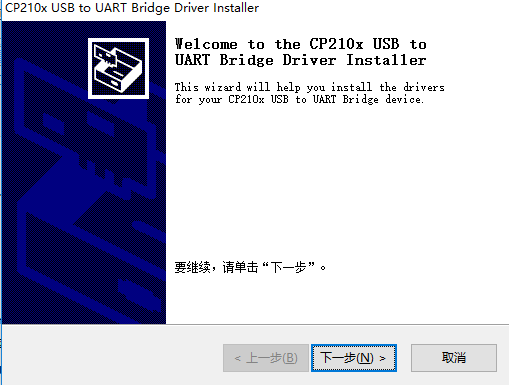 CP210x USB to UART Bridge Driver Installer
Welcome to the CP210x USB to
UART Bridge Driver Installer
This wizard will help you install the drivers
for your CP210x USB to UART Bridge device.
要继续，请单击“下一步”。
< 上一步(B)
下一步(N) >
取消